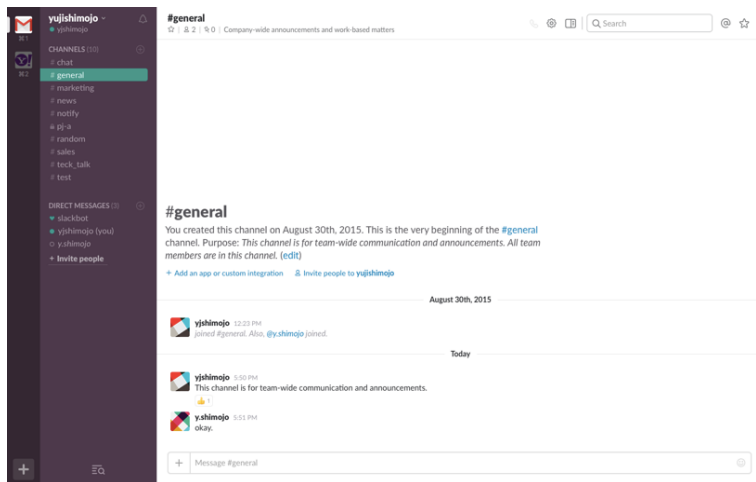 yujishimojo
yjshimojo
⌘1
⌘2
CHANNELS (10)
# chat
# general
# marketing
# news
# notify
pj-a
# random
# sales
# teck_talk
# test
DIRECT MESSAGES (3)
slackbot
yjshimojo (you)
y.shimojo
+ Invite people
#general
2 | 0 | Company-wide announcements and work-based matters
Search
#general
You created this channel on August 30th, 2015. This is the very beginning of the #general
channel. Purpose: This channel is for team-wide communication and announcements. All team
members are in this channel. (edit)
+ Add an app or custom integration Invite people to yujishimojo
August 30th, 2015
yjshimojo 12:23 PM
joined #general. Also, @y.shimojo joined.
Today
yjshimojo 5:50 PM
This channel is for team-wide communication and announcements.
1
y.shimojo 5:51 PM
okay.
+ Message #general